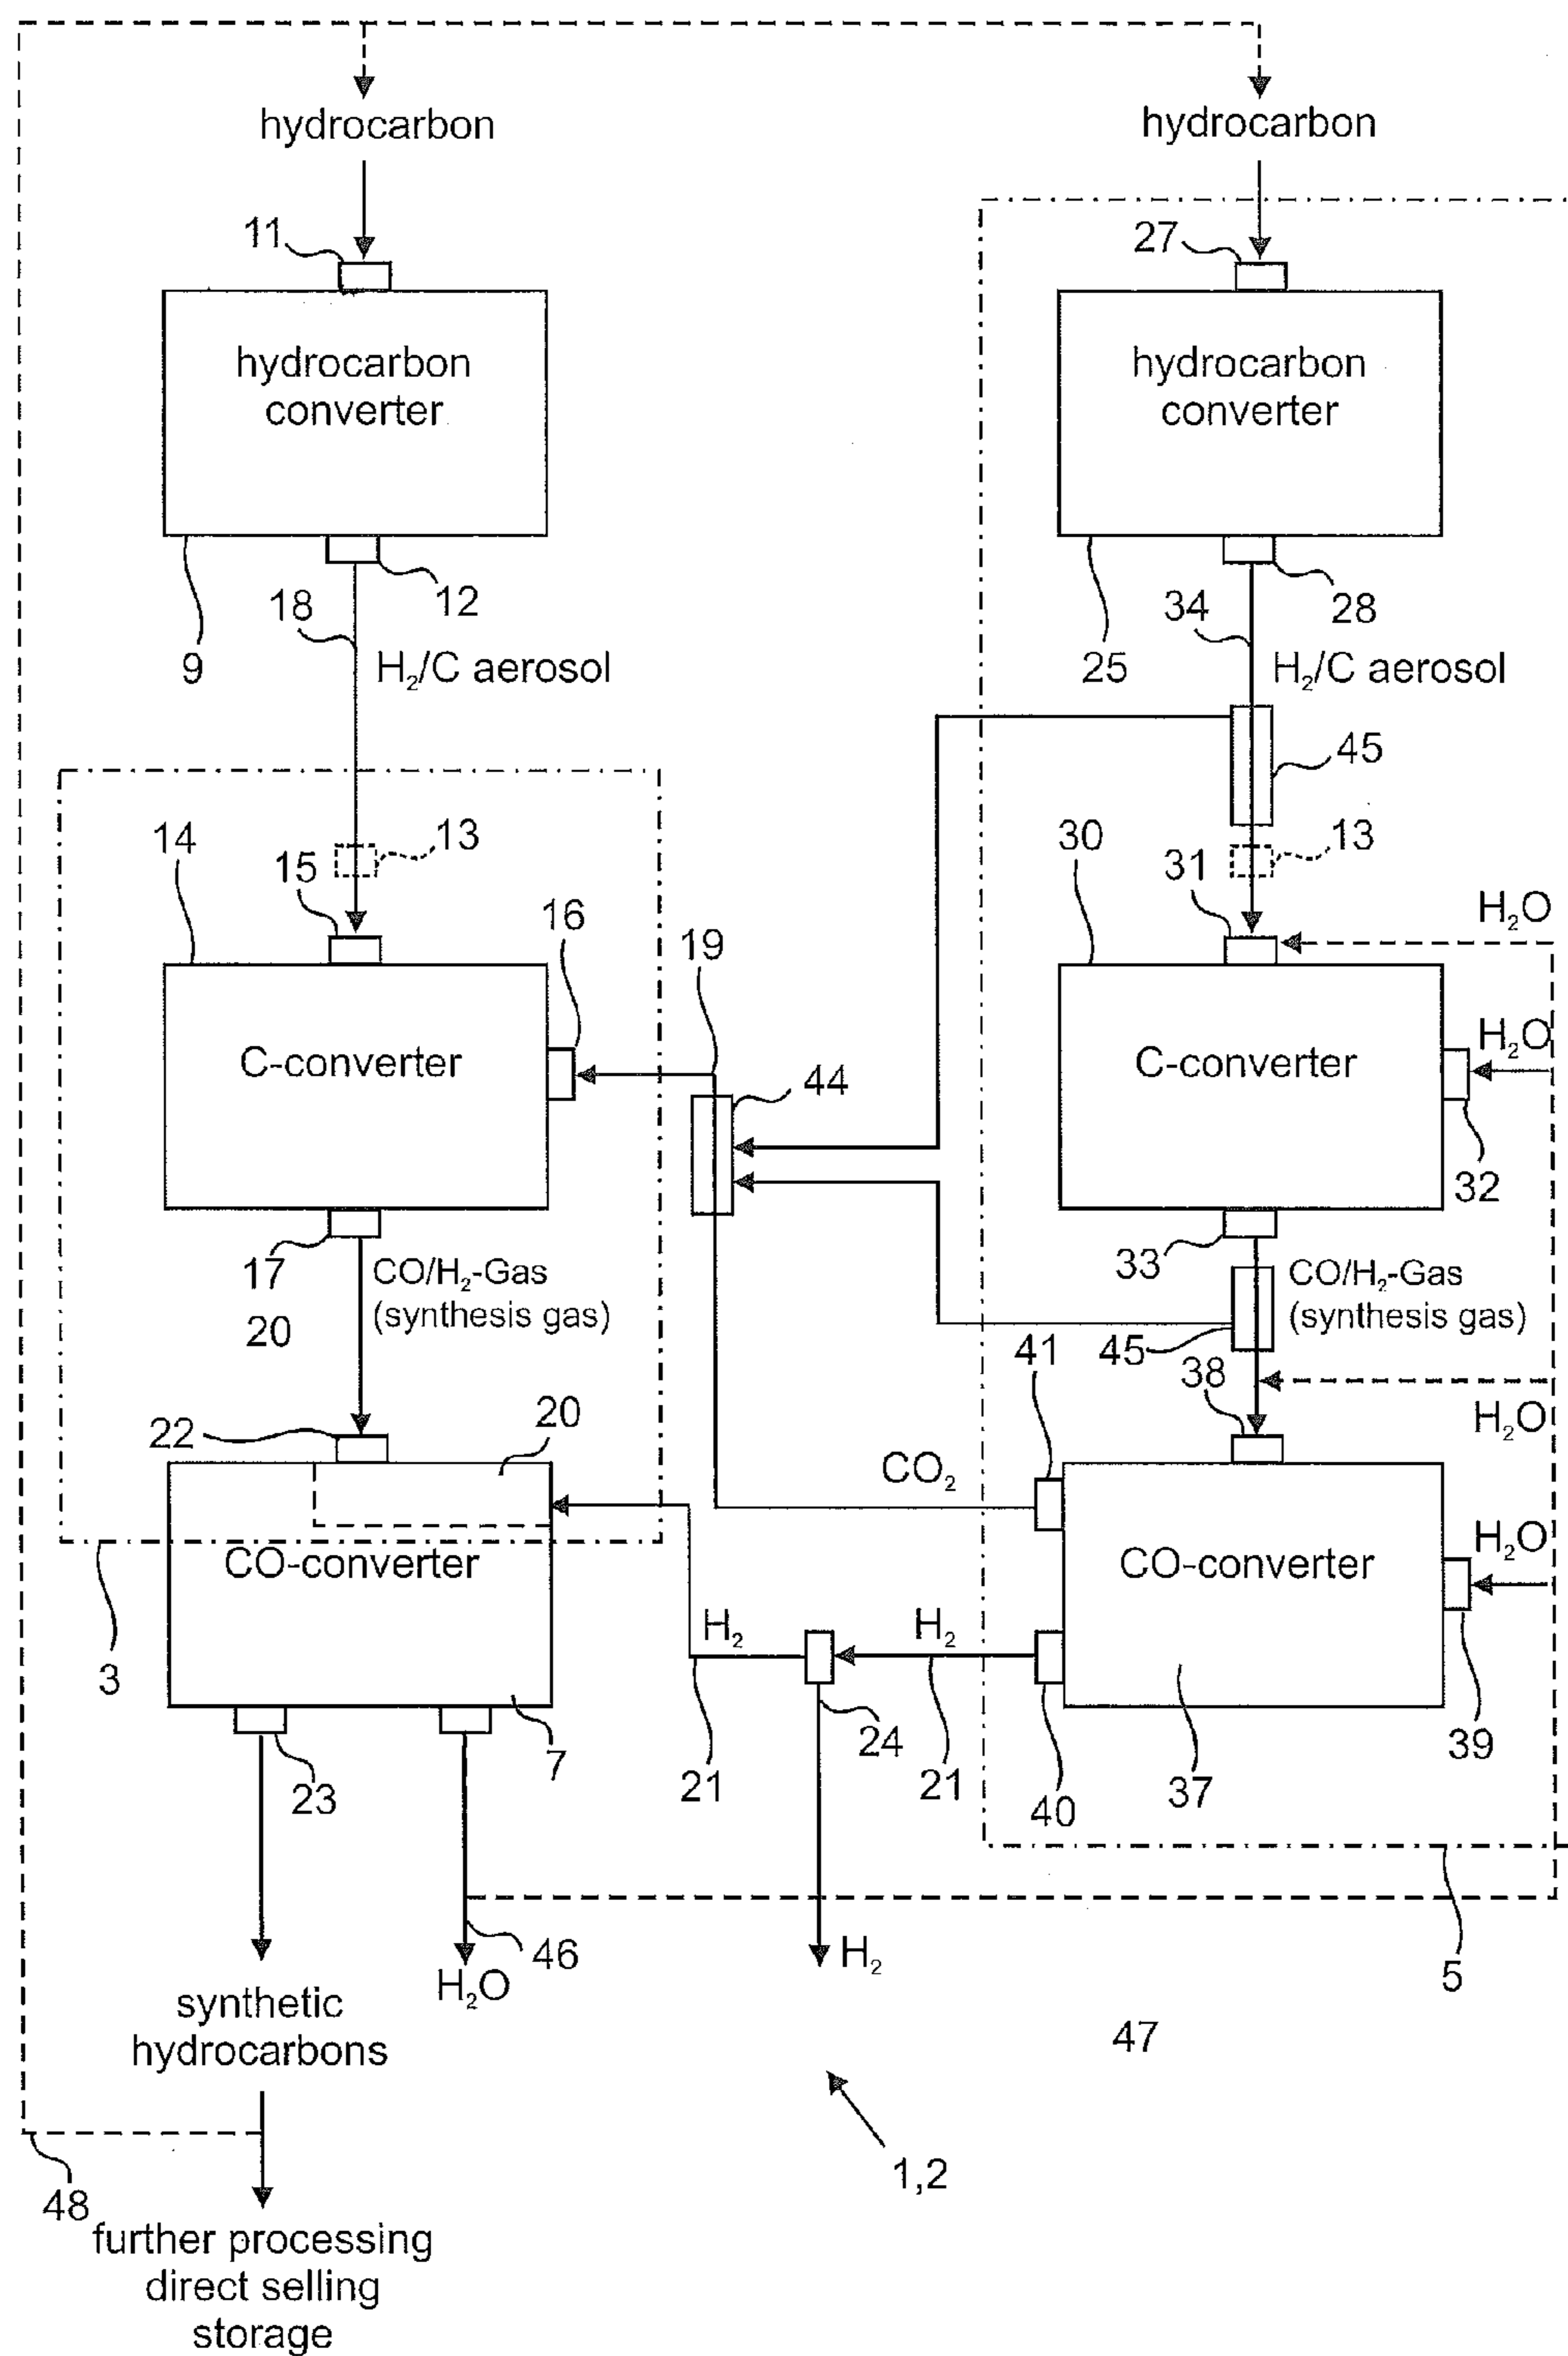 hydrocarbon
hydrocarbon
11
27
hydrocarbon
converter
hydrocarbon
converter
18
12
34
28
9
H₂/C aerosol
25
H₂/C aerosol
45
14
15
13
30
31
13
16
19
H₂O
C-converter
44
C-converter
H₂O
32
17
CO/H₂-Gas
(synthesis gas)
20
33
CO/H₂-Gas
(synthesis gas)
41
45
38
22
20
H₂O
CO₂
CO-converter
CO-converter
H₂O
3
H₂
H₂
7
23
21
24
21
40
37
39
46
H₂O
H₂
5
synthetic
hydrocarbons
47
1,2
48
further processing
direct selling
storage